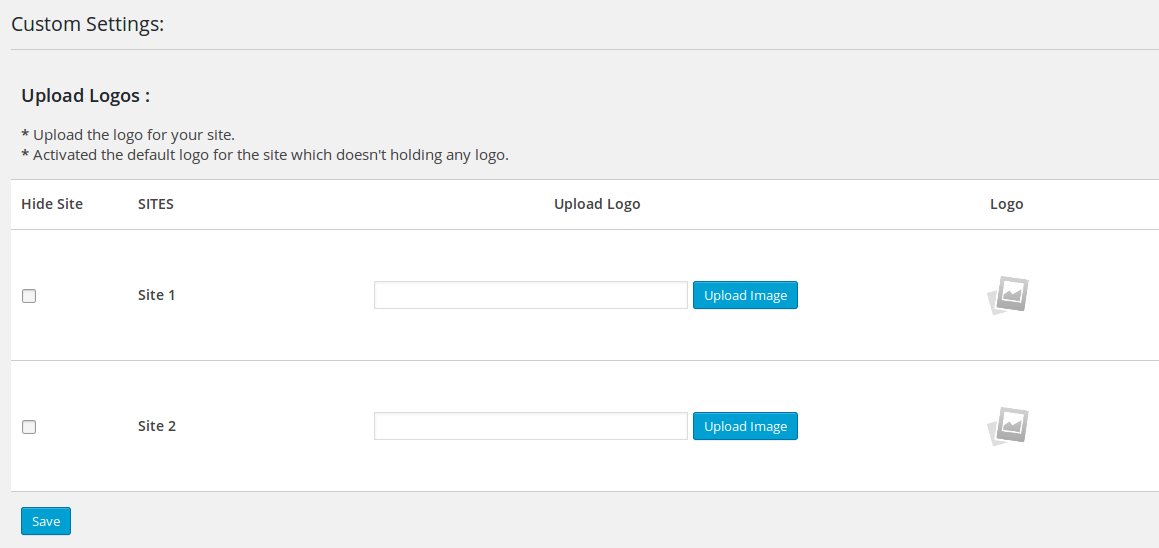 Custom Settings:
Upload Logos :
* Upload the logo for your site.
* Activated the default logo for the site which doesn't holding any logo.
Hide Site SITES Upload Logo Logo
Site 1 Upload Image
Site 2 Upload Image
Save